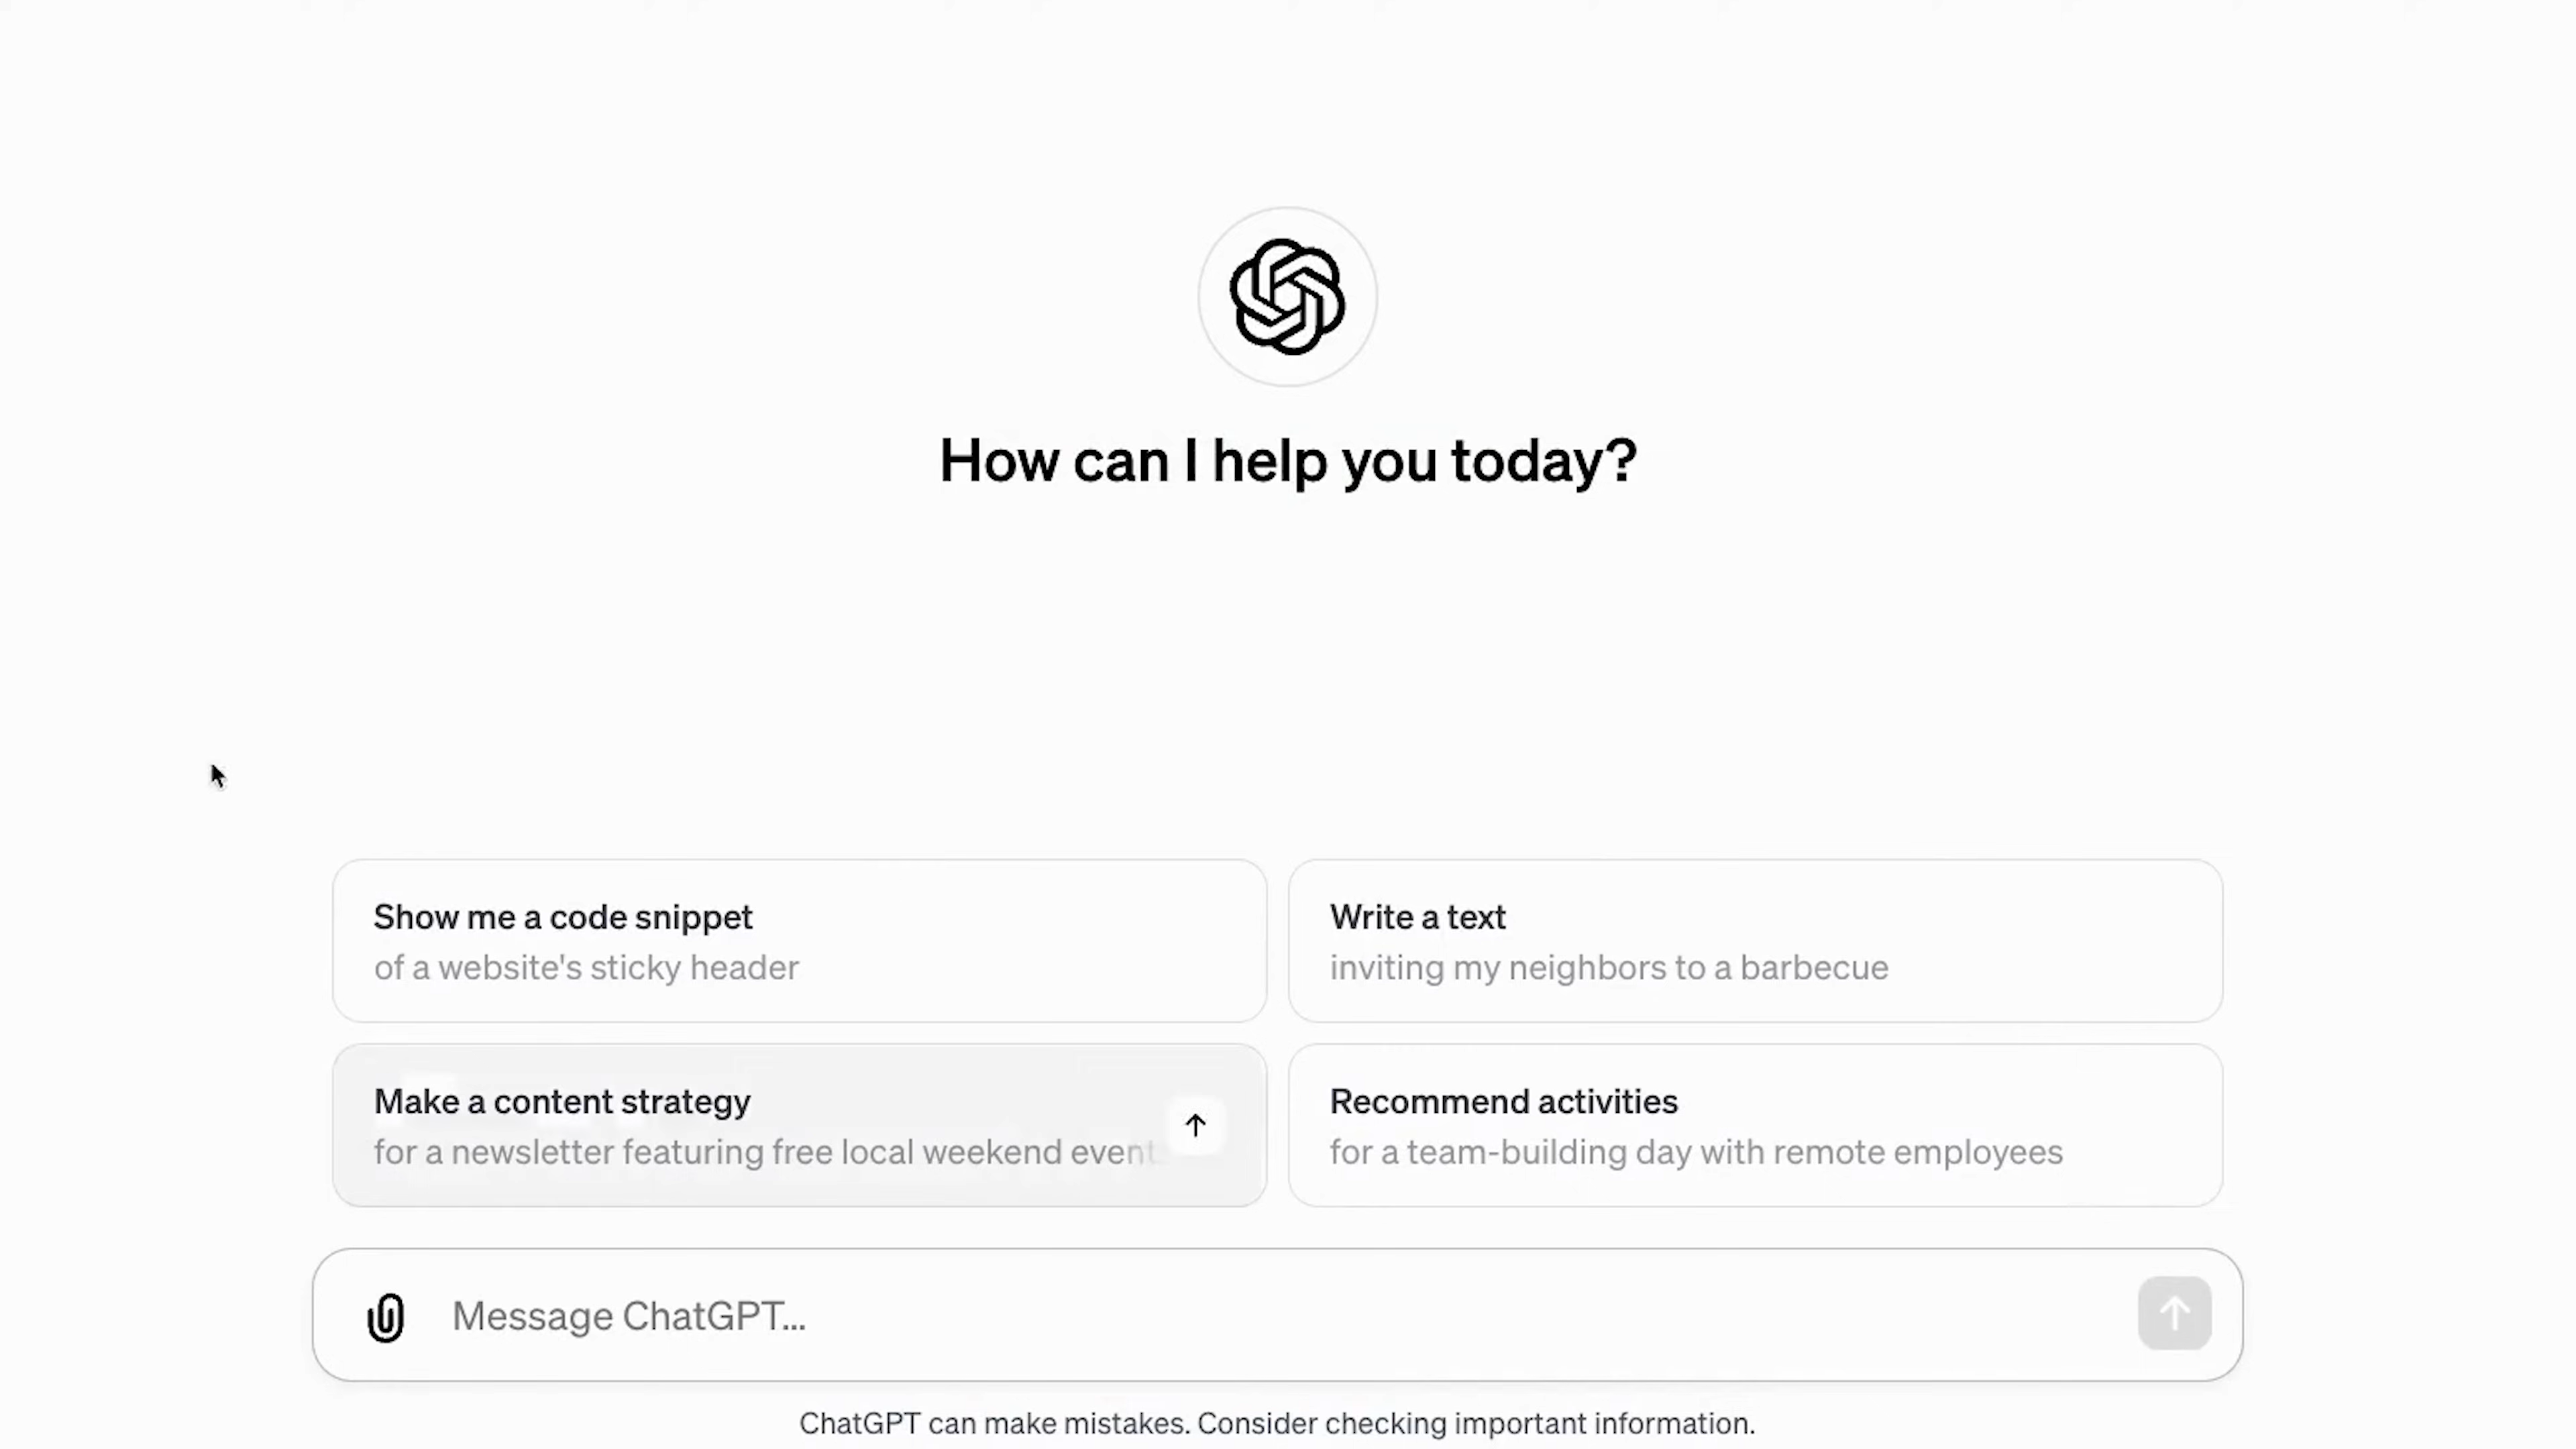 How can I help you today?
Show me a code snippet
of a website's sticky header
Write a text
inviting my neighbors to a barbecue
Make a content strategy
for a newsletter featuring free local weekend event
Recommend activities
for a team-building day with remote employees
Message ChatGPT...
ChatGPT can make mistakes. Consider checking important information.